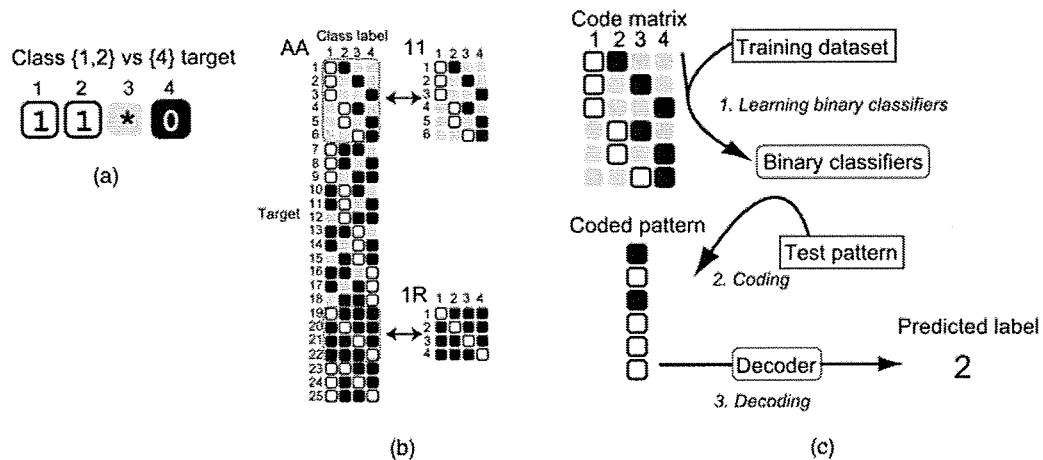 Class {1,2} vs {4} target
1 2 3 4
1 1 * 0
(a)
Class label
AA 1 2 3 4
1
2
3
4
5
6
7
8
9
10
11
12
13
14
15
16
17
18
19
20
21
22
23
24
25
Target
11
1 2 3 4
1
2
3
4
5
6
1R
1 2 3 4
1
2
3
4
(b)
Code matrix
1 2 3 4
Training dataset
1. Learning binary classifiers
Binary classifiers
Coded pattern
Test pattern
2. Coding
Predicted label
Decoder
2
3. Decoding
(c)